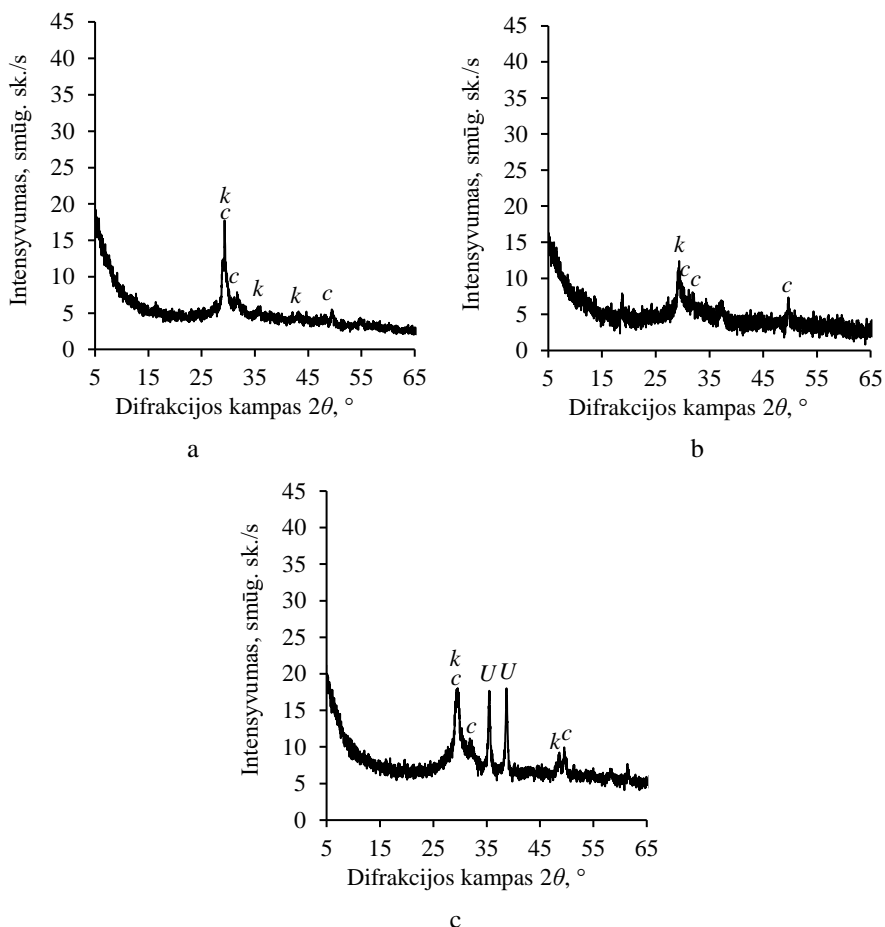 Intensyvumas, smūg. sk./s
45
40
35
30
25
20
15
10
5
0
k
c
c
k
k
c
5 15 25 35 45 55 65
Difrakcijos kampas 2θ, °
a
Intensyvumas, smūg. sk./s
45
40
35
30
25
20
15
10
5
0
k
c
c
c
5 15 25 35 45 55 65
Difrakcijos kampas 2θ, °
b
Intensyvumas, smūg. sk./s
45
40
35
30
25
20
15
10
5
0
k
c
c
U U
k c
5 15 25 35 45 55 65
Difrakcijos kampas 2θ, °
c